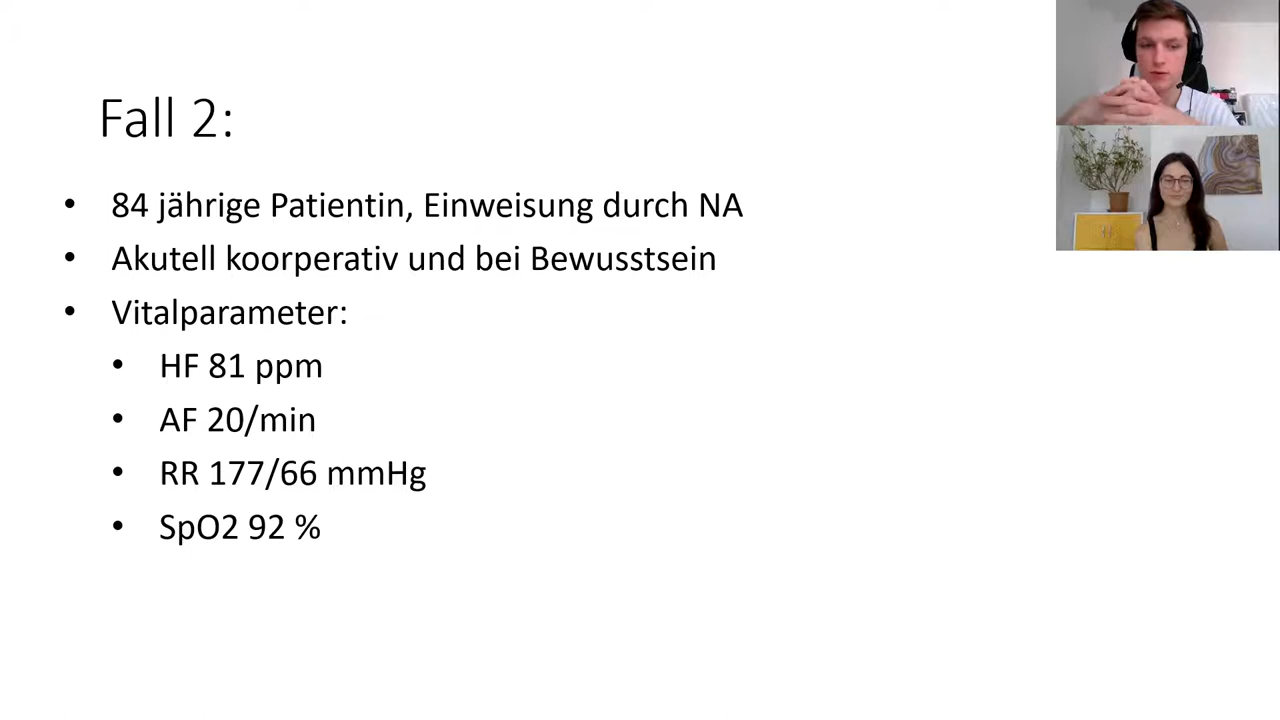 Fall 2:
• 84 jährige Patientin, Einweisung durch NA
• Akutell koorperativ und bei Bewusstsein
• Vitalparameter:
• HF 81 ppm
• AF 20/min
• RR 177/66 mmHg
• SpO2 92 %